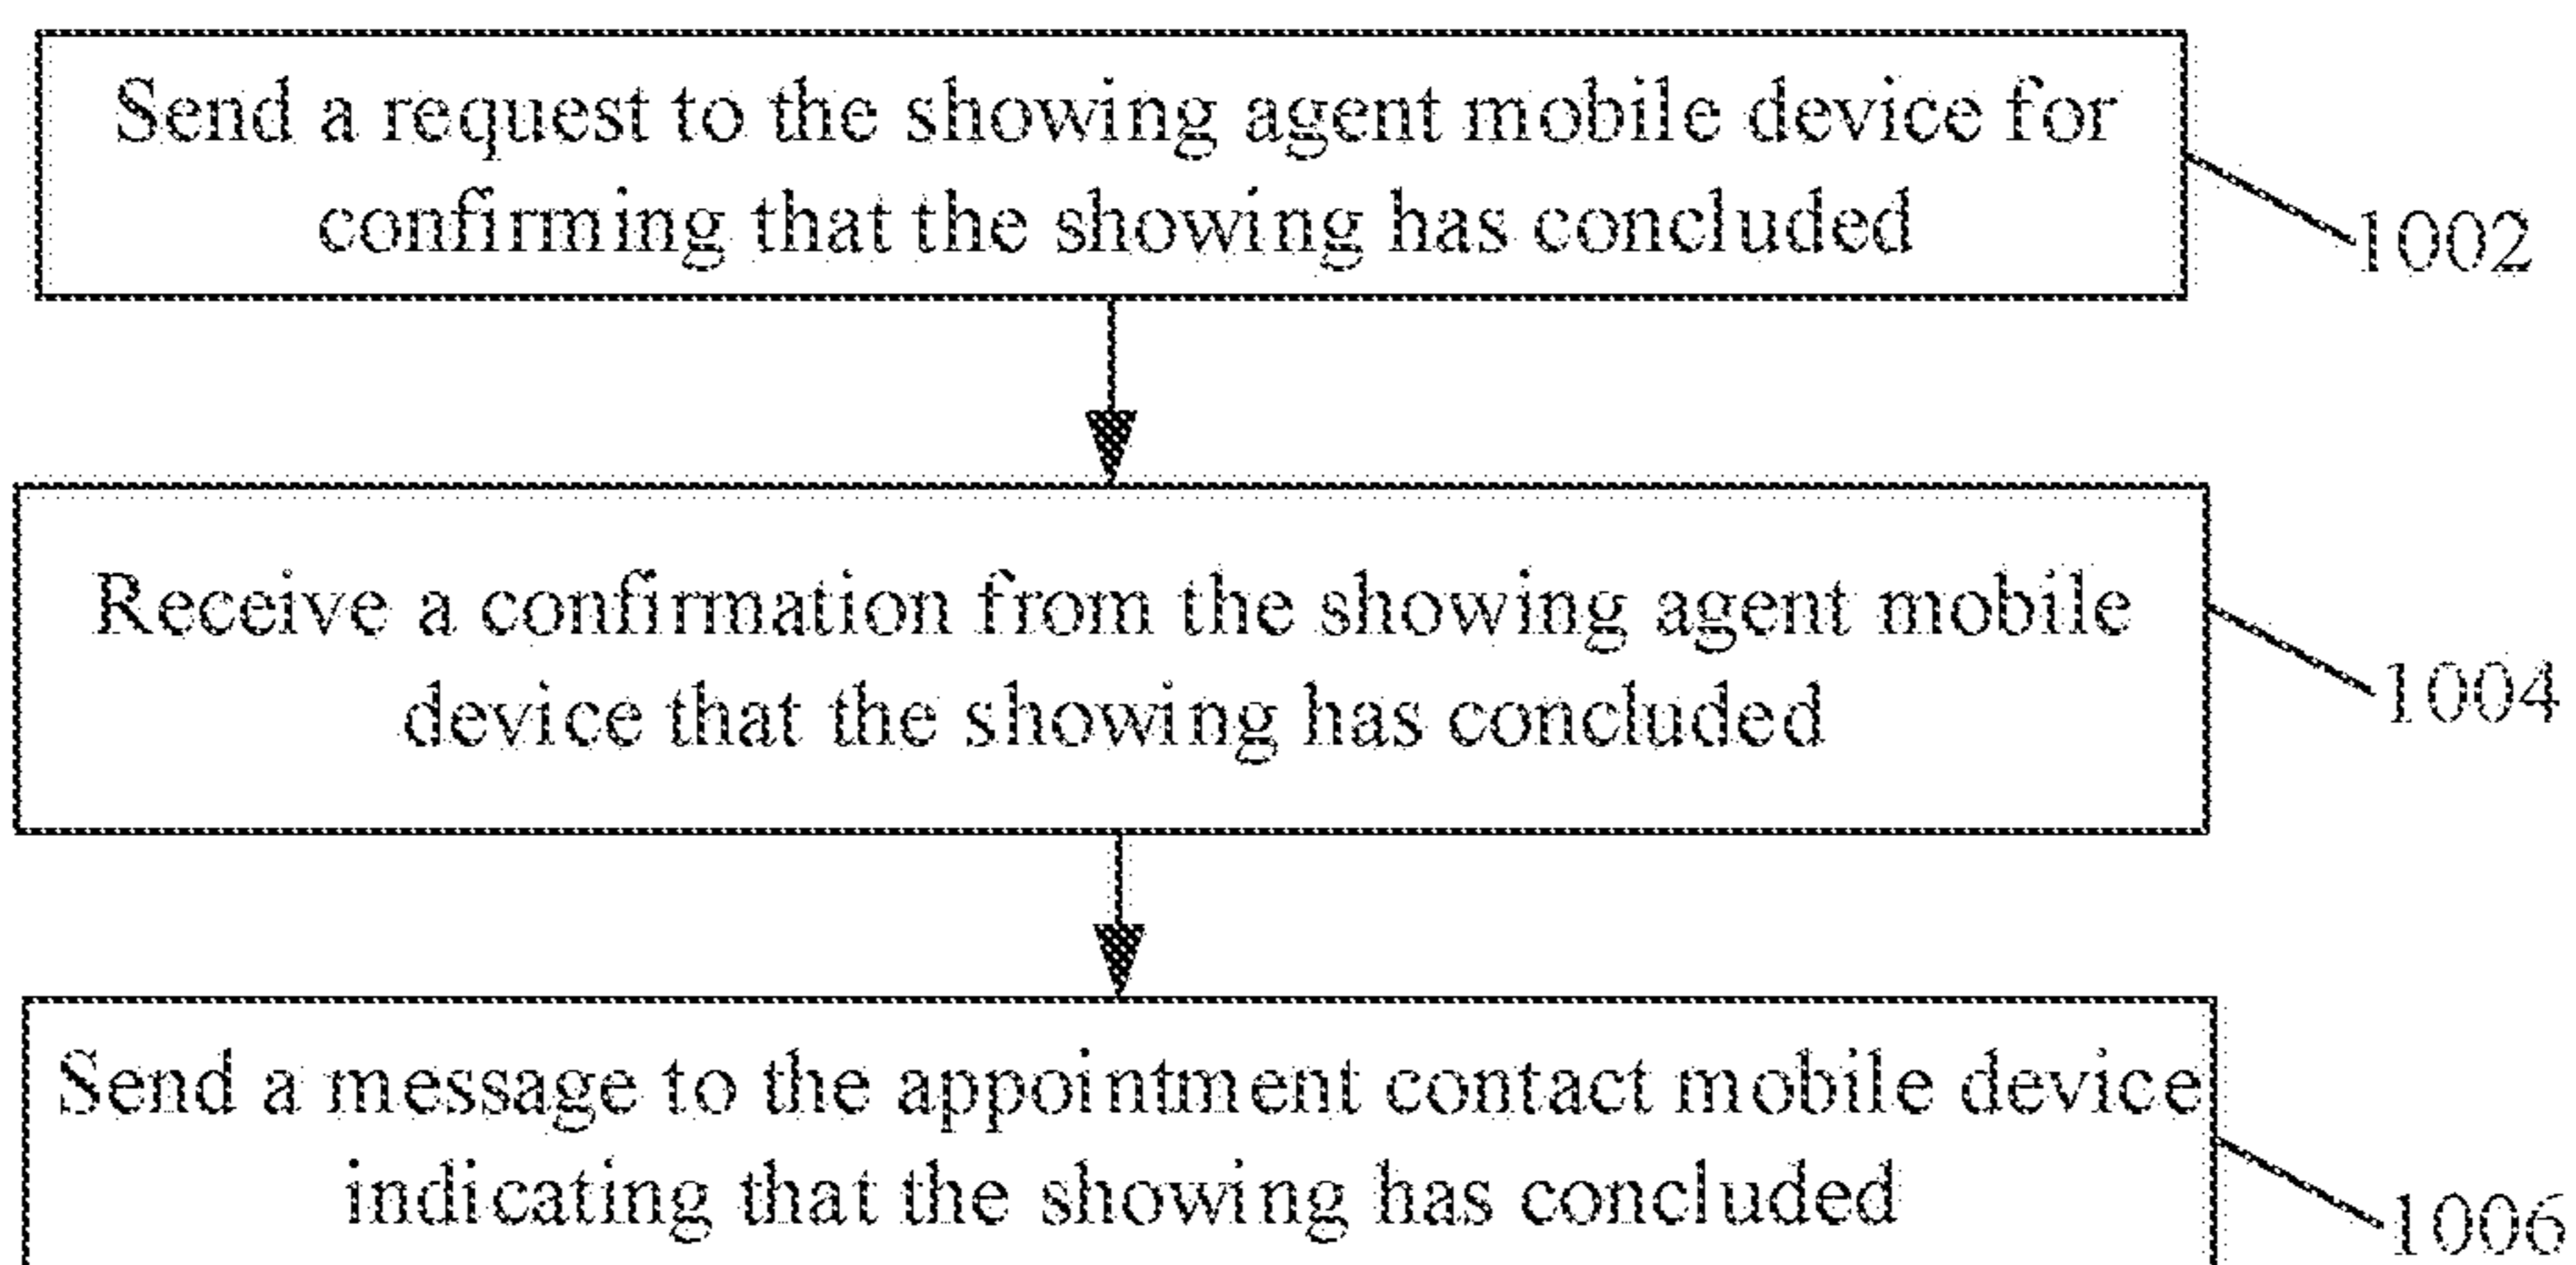 Send a request to the showing agent mobile device for
confirming that the showing has concluded
1002
Receive a confirmation from the showing agent mobile
device that the showing has concluded
1004
Send a message to the appointment contact mobile device
indicating that the showing has concluded
1006